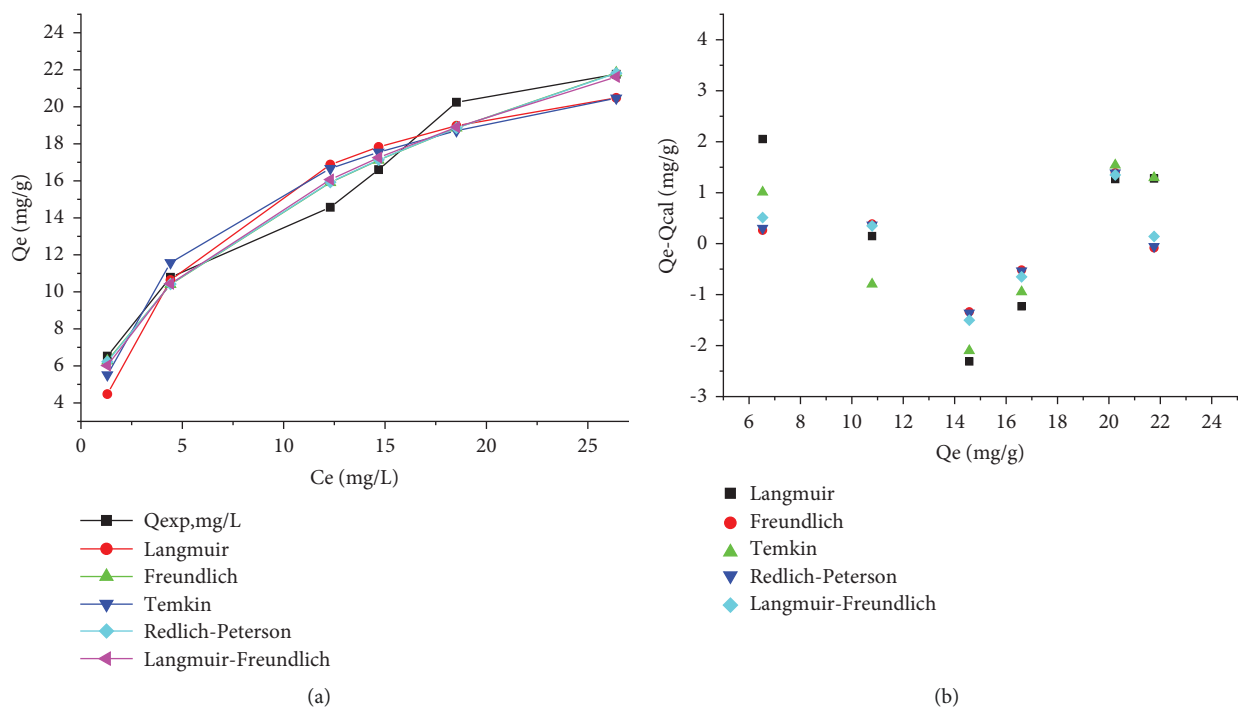 22
20
18
16
14
12
10
8
6
4
Qe (mg/g)
0
5
10
15
20
25
Ce (mg/L)
Qexp,mg/L
Langmuir
Freundlich
Temkin
Redlich-Peterson
Langmuir-Freundlich
(a)
4
3
2
1
0
-1
-2
-3
Qe-Qcal (mg/g)
6
8
10
12
14
16
18
20
22
24
Qe (mg/g)
Langmuir
Freundlich
Temkin
Redlich-Peterson
Langmuir-Freundlich
(b)